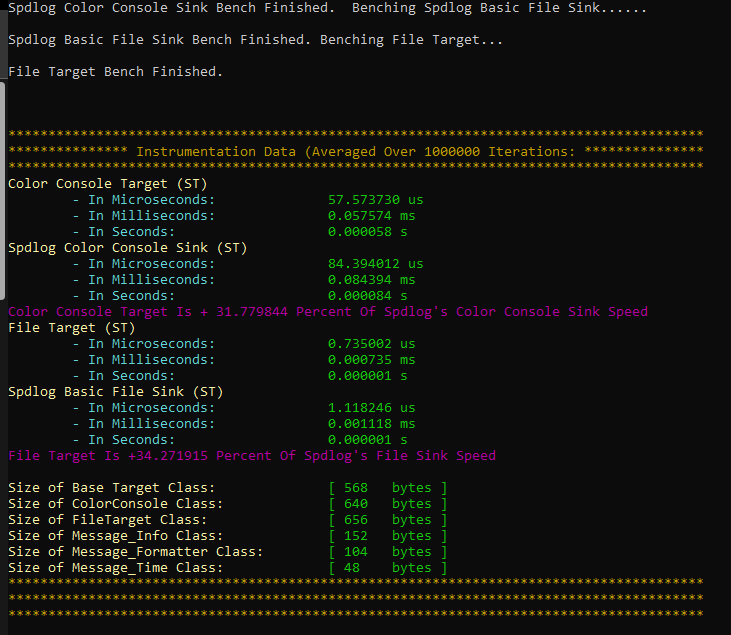 Spdlog Color Console Sink Bench Finished.  Benching Spdlog Basic File Sink......
Spdlog Basic File Sink Bench Finished. Benching File Target...
File Target Bench Finished.
***************************************************************************************
*************** Instrumentation Data (Averaged Over 1000000 Iterations: ***************
***************************************************************************************
Color Console Target (ST)
- In Microseconds: 57.573730 us
- In Milliseconds: 0.057574 ms
- In Seconds: 0.000058 s
Spdlog Color Console Sink (ST)
- In Microseconds: 84.394012 us
- In Milliseconds: 0.084394 ms
- In Seconds: 0.000084 s
Color Console Target Is + 31.779844 Percent Of Spdlog's Color Console Sink Speed
File Target (ST)
- In Microseconds: 0.735002 us
- In Milliseconds: 0.000735 ms
- In Seconds: 0.000001 s
Spdlog Basic File Sink (ST)
- In Microseconds: 1.118246 us
- In Milliseconds: 0.001118 ms
- In Seconds: 0.000001 s
File Target Is +34.271915 Percent Of Spdlog's File Sink Speed
Size of Base Target Class: [ 568 bytes ]
Size of ColorConsole Class: [ 640 bytes ]
Size of FileTarget Class: [ 656 bytes ]
Size of Message_Info Class: [ 152 bytes ]
Size of Message_Formatter Class: [ 104 bytes ]
Size of Message_Time Class: [ 48 bytes ]
***************************************************************************************
***************************************************************************************
***************************************************************************************